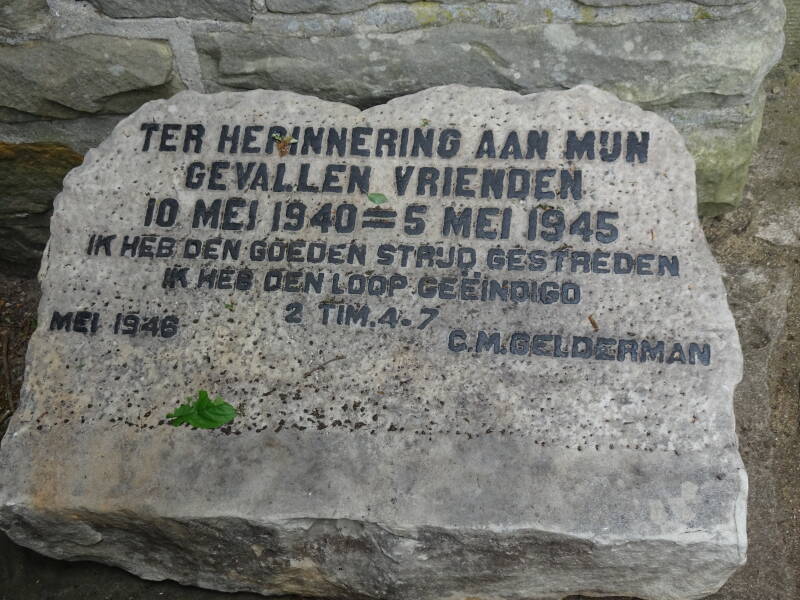 TER HERINNERING AAN MIJN
GEVALLEN VRIENDEN
10 MEI 1940=5 MEI 1945
IK HEB DEN GOEDEN STRIJD GESTREDEN
IK HEB DEN LOOP GEËINDIGD
2 TIM.4-7
MEI 1946
C.M.GELDERMAN